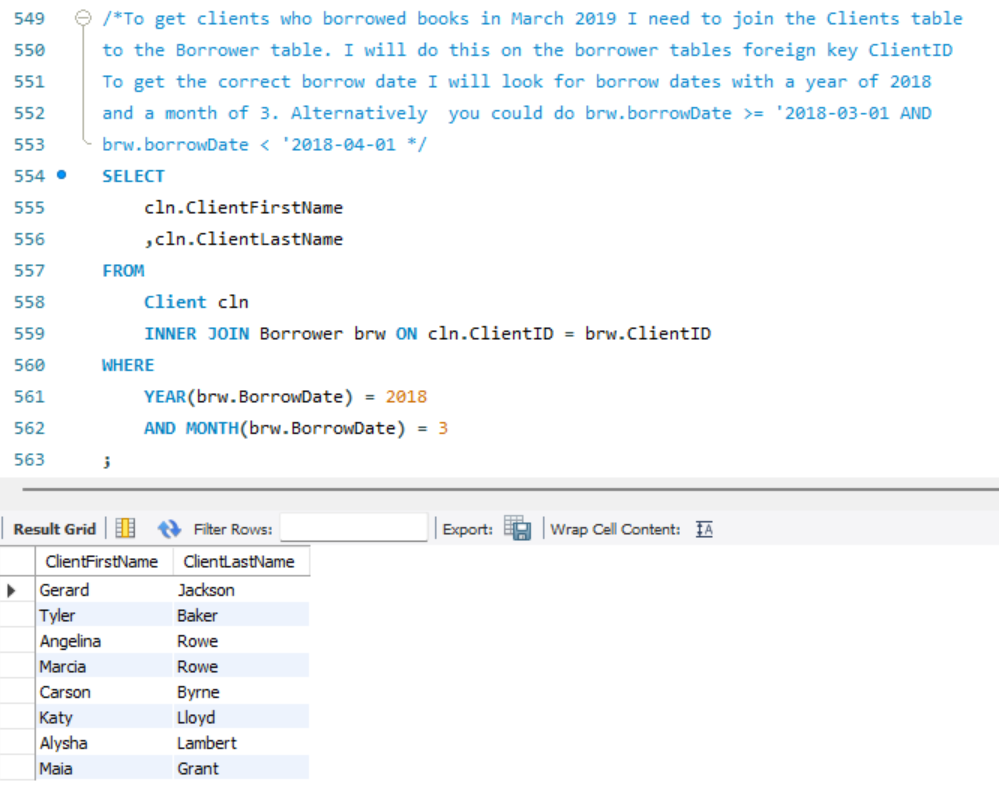 549 /*To get clients who borrowed books in March 2019 I need to join the Clients table
550 to the Borrower table. I will do this on the borrower tables foreign key ClientID
551 To get the correct borrow date I will look for borrow dates with a year of 2018
552 and a month of 3. Alternatively  you could do brw.borrowDate >= '2018-03-01 AND
553 brw.borrowDate < '2018-04-01 */
554 SELECT
555 cln.ClientFirstName
556 ,cln.ClientLastName
557 FROM
558 Client cln
559 INNER JOIN Borrower brw ON cln.ClientID = brw.ClientID
560 WHERE
561 YEAR(brw.BorrowDate) = 2018
562 AND MONTH(brw.BorrowDate) = 3
563 ;
Result Grid Filter Rows: Export: Wrap Cell Content: IA
ClientFirstName ClientLastName
Gerard Jackson
Tyler Baker
Angelina Rowe
Marcia Rowe
Carson Byrne
Katy Lloyd
Alysha Lambert
Maia Grant